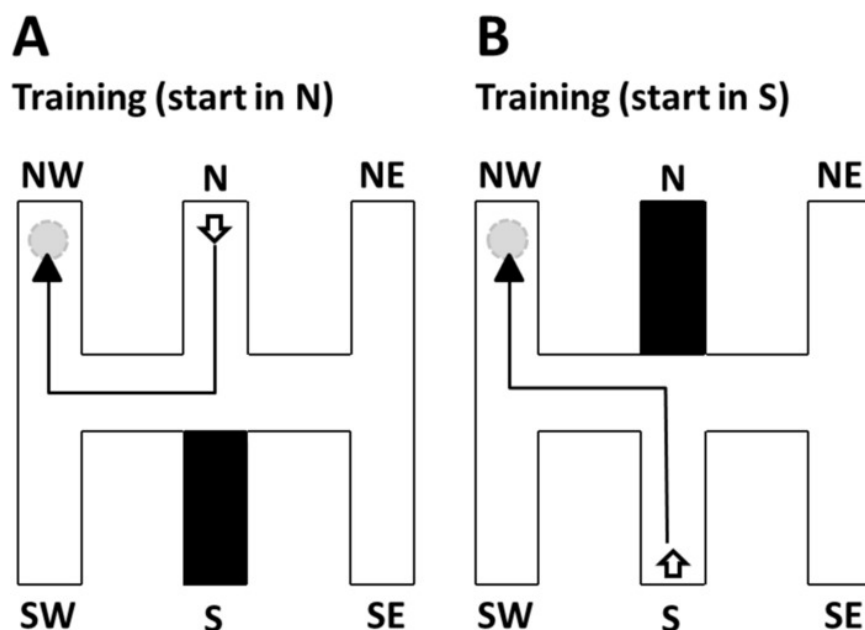 A
Training (start in N)
NW N NE
SW S SE
B
Training (start in S)
NW N NE
SW S SE